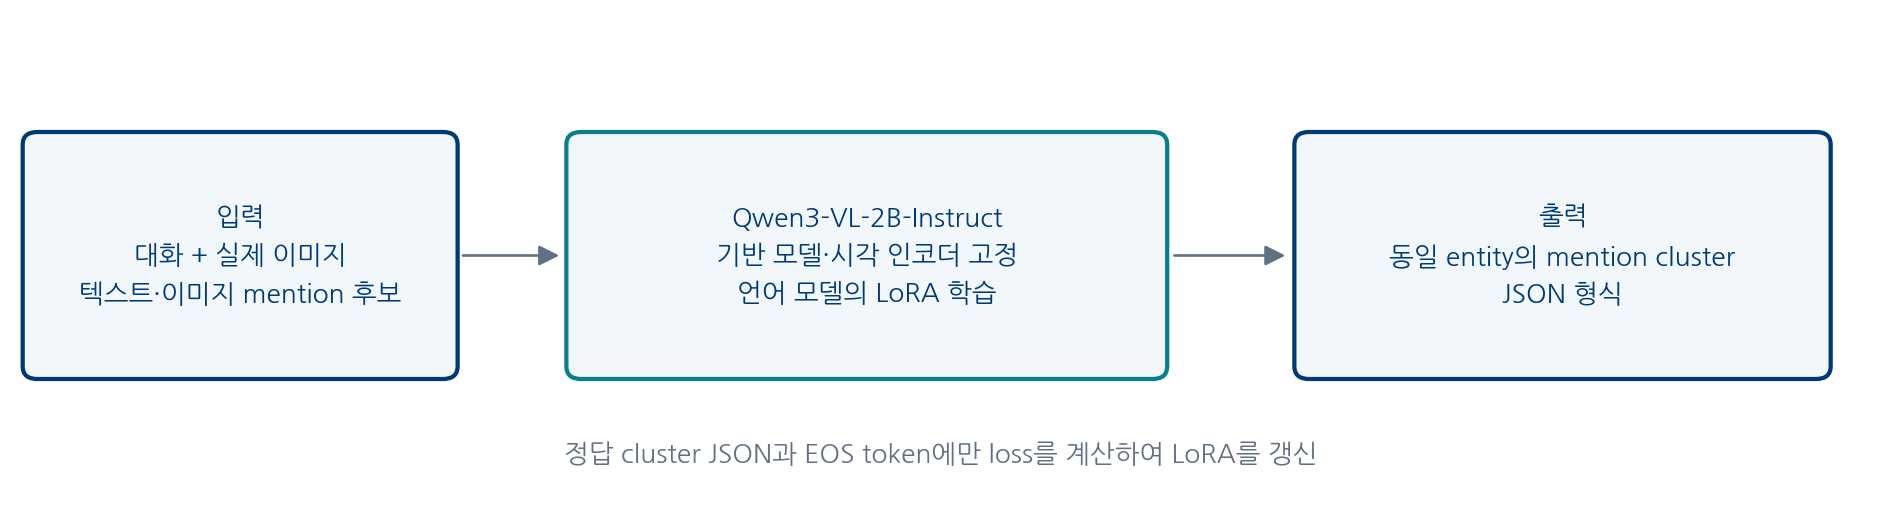 입력
대화 + 실제 이미지
텍스트·이미지 mention 후보
Qwen3-VL-2B-Instruct
기반 모델·시각 인코더 고정
언어 모델의 LoRA 학습
출력
동일 entity의 mention cluster
JSON 형식
정답 cluster JSON과 EOS token에만 loss를 계산하여 LoRA를 갱신